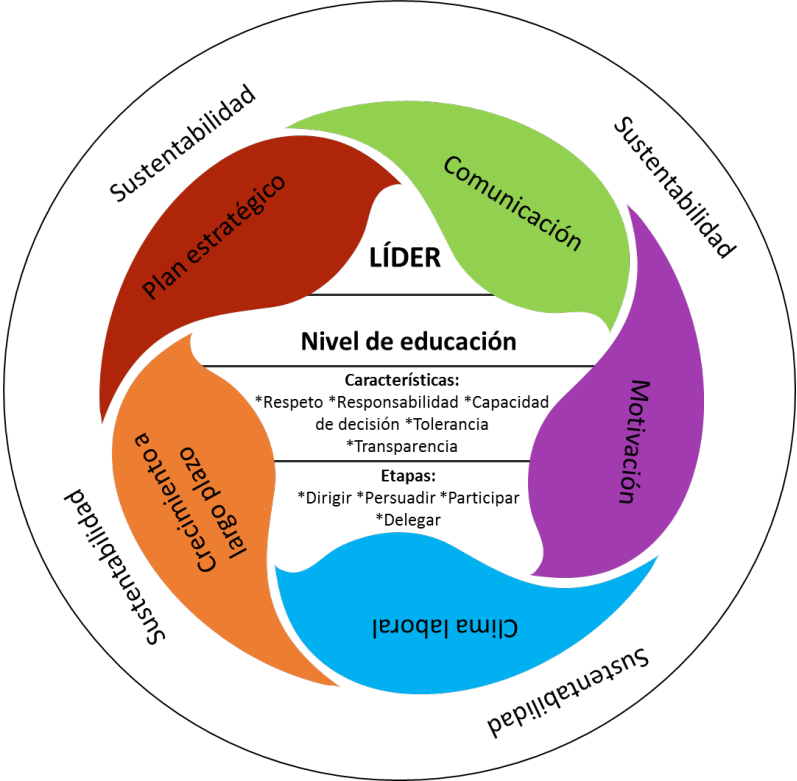 Sustentabilidad
Sustentabilidad
Comunicación
Plan estratégico
LÍDER
Nivel de educación
Características:
*Respeto *Responsabilidad *Capacidad
de decisión *Tolerancia
*Transparencia
Motivación
Etapas:
*Dirigir *Persuadir *Participar
*Delegar
Crecimiento a
largo plazo
Sustentabilidad
Clima laboral
Sustentabilidad